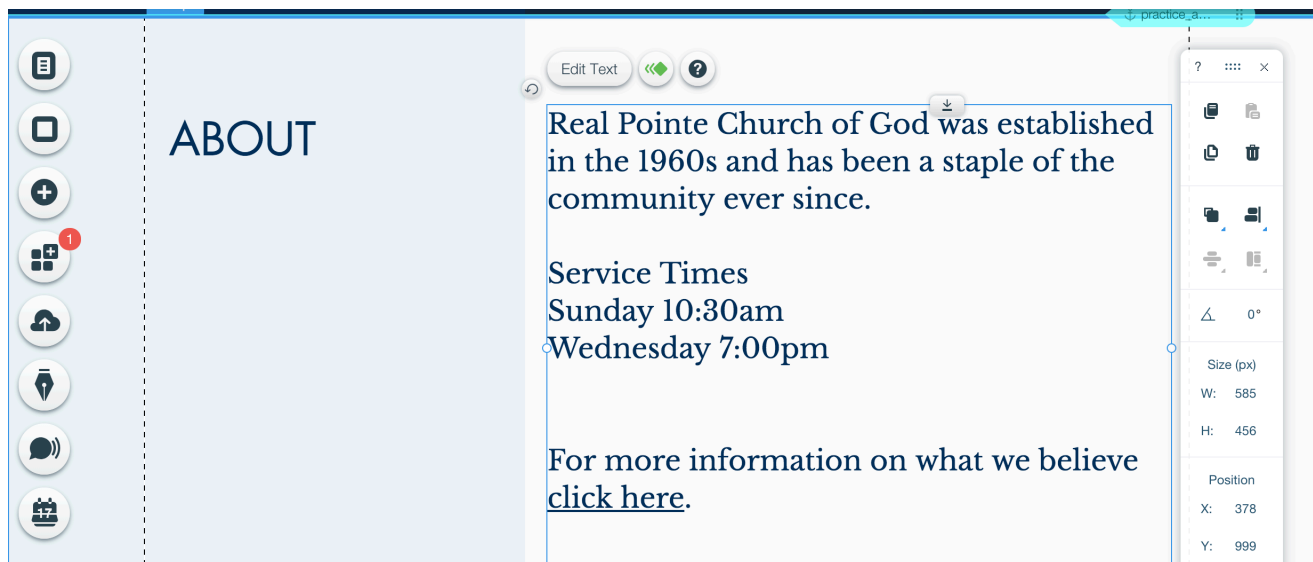 practice_a...
Edit Text
?
?
1
ABOUT
Real Pointe Church of God was established
in the 1960s and has been a staple of the
community ever since.
Service Times
Sunday 10:30am
Wednesday 7:00pm
For more information on what we believe
click here.
17
0°
Size (px)
W: 585
H: 456
Position
X: 378
Y: 999